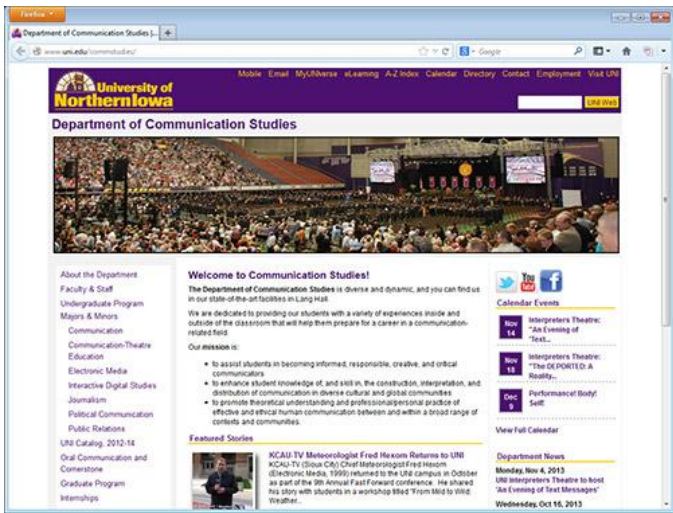 Firefox
Department of Communication Studies |...
www.uni.edu/commstudies/
Google
University of
Northern Iowa
Mobile Email MyUNIverse eLearning A-Z Index Calendar Directory Contact Employment Visit UNI
UNI Web
Department of Communication Studies
About the Department
Faculty & Staff
Undergraduate Program
Majors & Minors
Communication
Communication-Theatre
Education
Electronic Media
Interactive Digital Studies
Journalism
Political Communication
Public Relations
UNI Catalog, 2012-14
Oral Communication and
Cornerstone
Graduate Program
Internships
Welcome to Communication Studies!
The Department of Communication Studies is diverse and dynamic, and you can find us
in our state-of-the-art facilities in Lang Hall.
We are dedicated to providing our students with a variety of experiences inside and
outside of the classroom that will help them prepare for a career in a communication-
related field.
Our mission is:
to assist students in becoming informed, responsible, creative, and critical
communicators
to enhance student knowledge of, and skill in, the construction, interpretation, and
distribution of communication in diverse cultural and global communities
to promote theoretical understanding and professional/personal practice of
effective and ethical human communication between and within a broad range of
contexts and communities.
Featured Stories
KCAU-TV Meteorologist Fred Hexom Returns to UNI
KCAU-TV (Sioux City) Chief Meteorologist Fred Hexom
(Electronic Media, 1999) returned to the UNI campus in October
as part of the 9th Annual Fast Forward conference. He shared
his story with students in a workshop titled "From Mild to Wild:
Weather...
You
Tube
Calendar Events
Nov
14
Interpreters Theatre:
"An Evening of
"Text...
Nov
18
Interpreters Theatre:
"The DEPORTED: A
Reality...
Dec
9
Performance! Body!
Self!
View Full Calendar
Department News
Monday, Nov 4, 2013
UNI Interpreters Theatre to host
'An Evening of Text Messages'
Wednesday, Oct 16, 2013